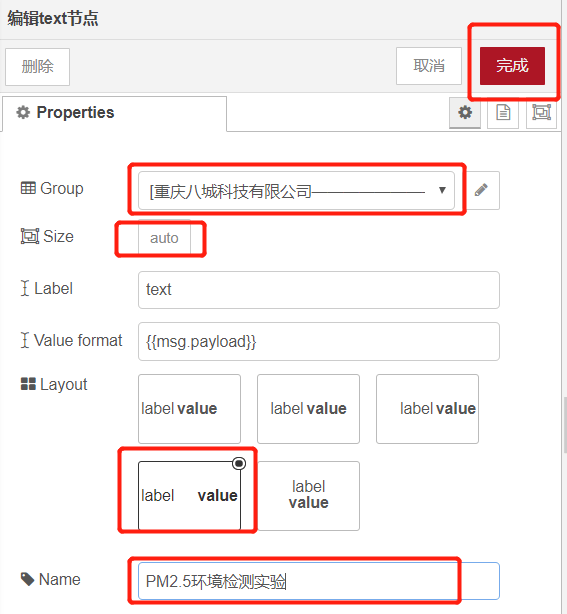 编辑text节点
删除 取消 完成
Properties
Group [重庆八城科技有限公司———————
Size auto
Label text
Value format {{msg.payload}}
Layout
label value label value label value
label value label
value
Name PM2.5环境检测实验